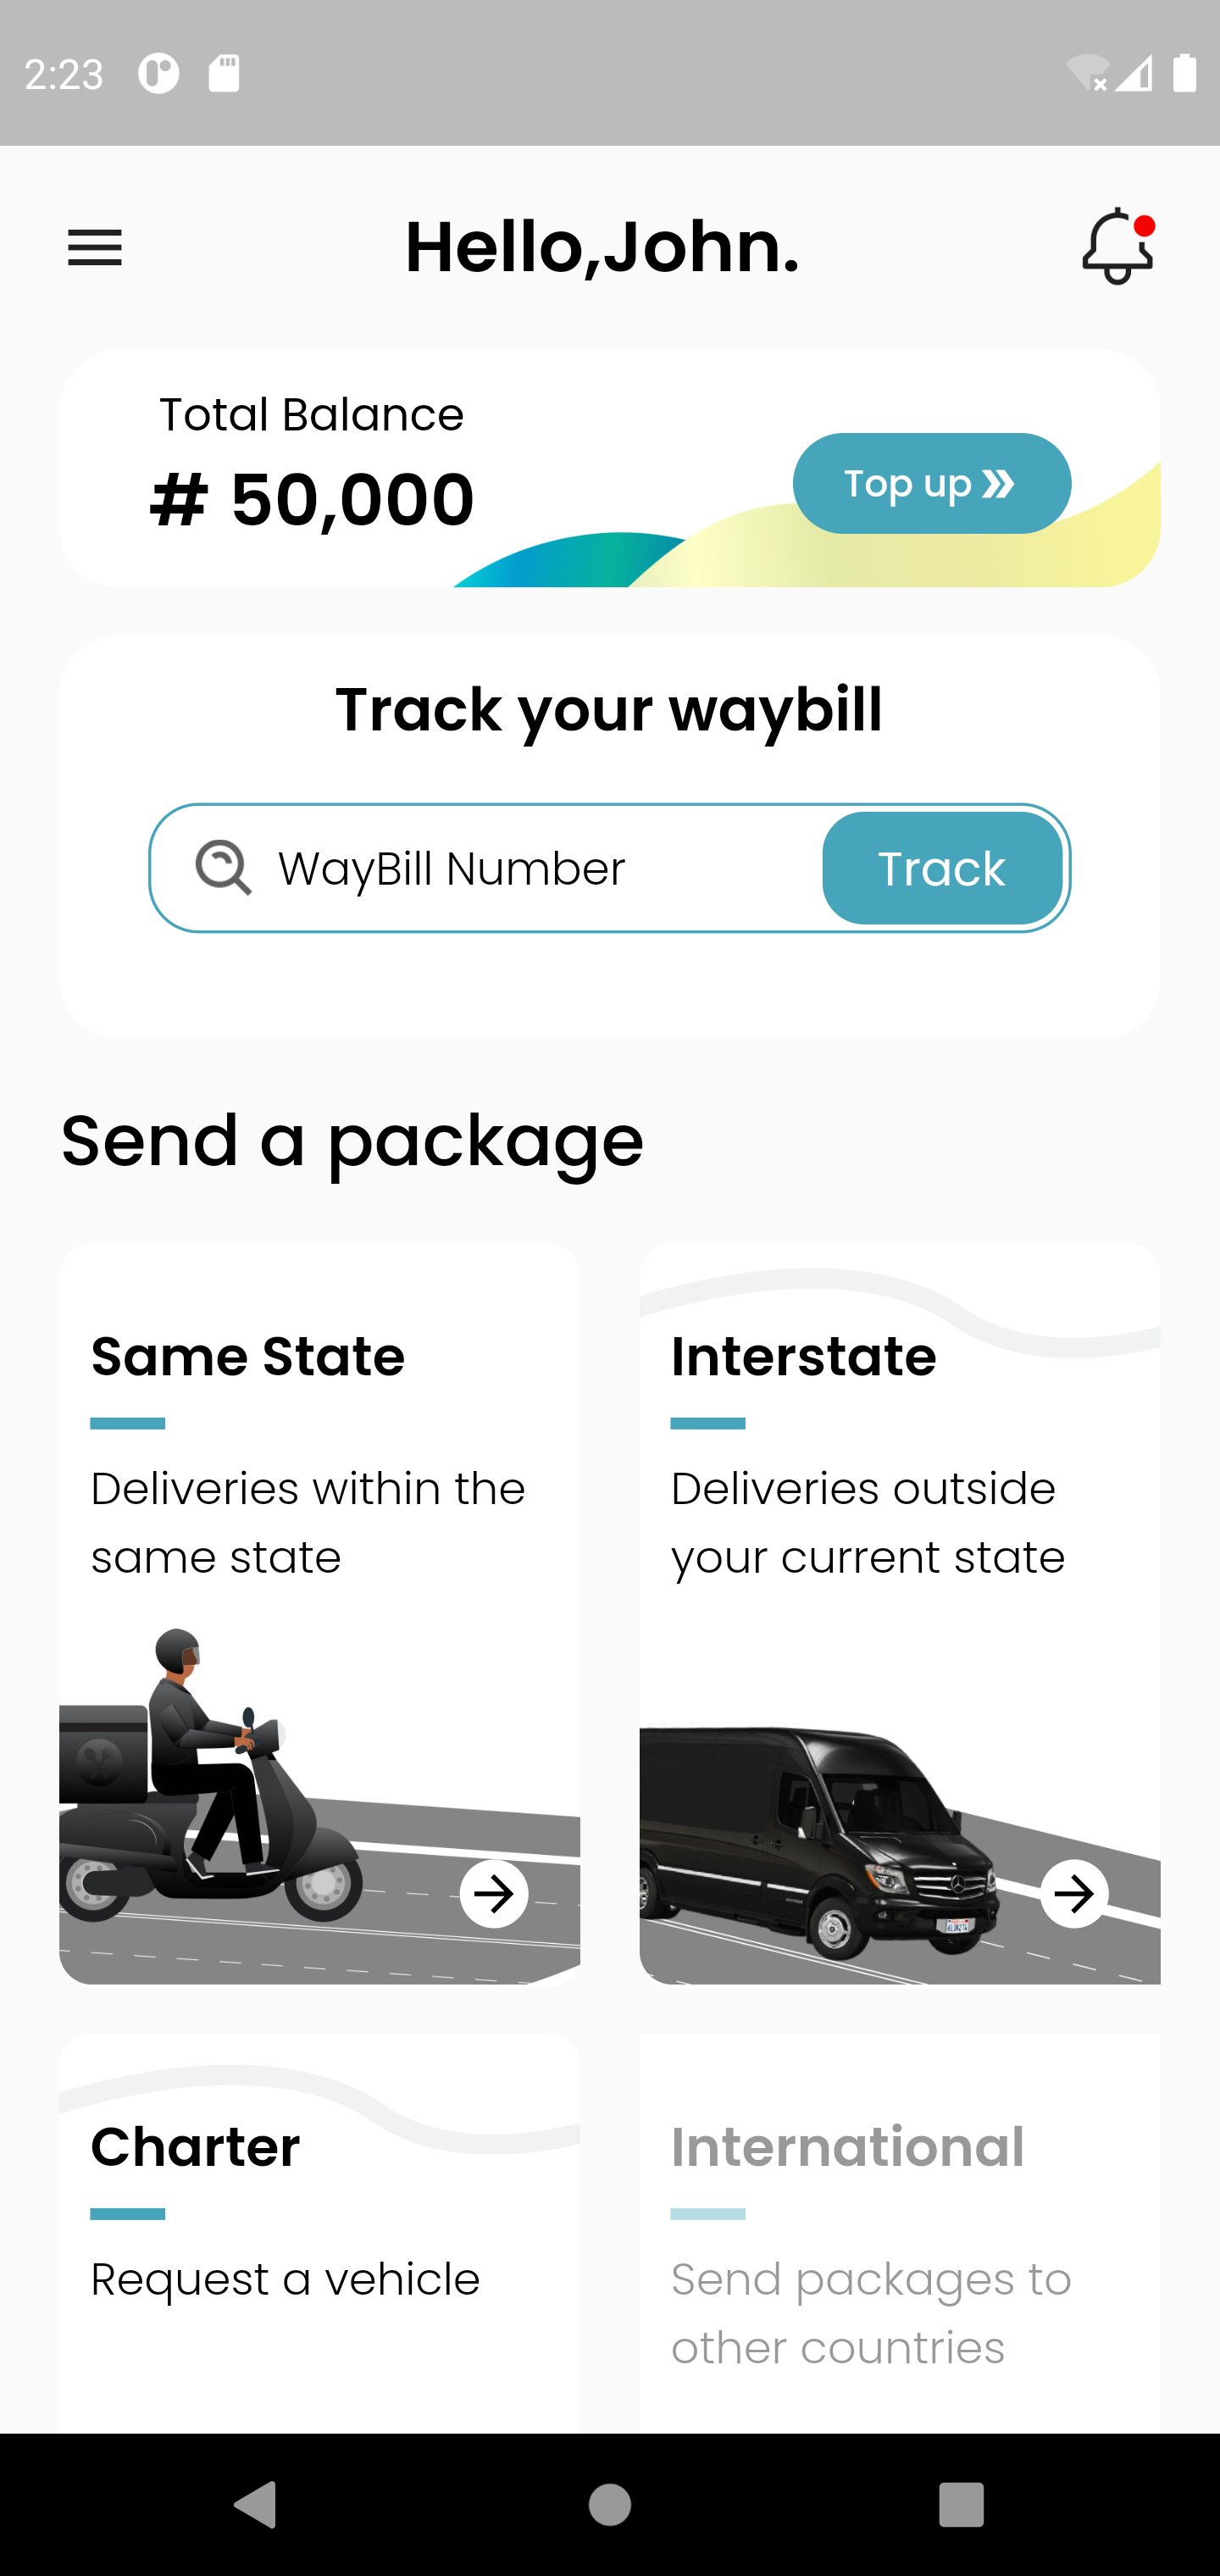 2:23
Hello,John.
Total Balance
# 50,000
Top up
Track your waybill
WayBill Number
Track
Send a package
Same State
Deliveries within the
same state
Interstate
Deliveries outside
your current state
Charter
Request a vehicle
International
Send packages to
other countries